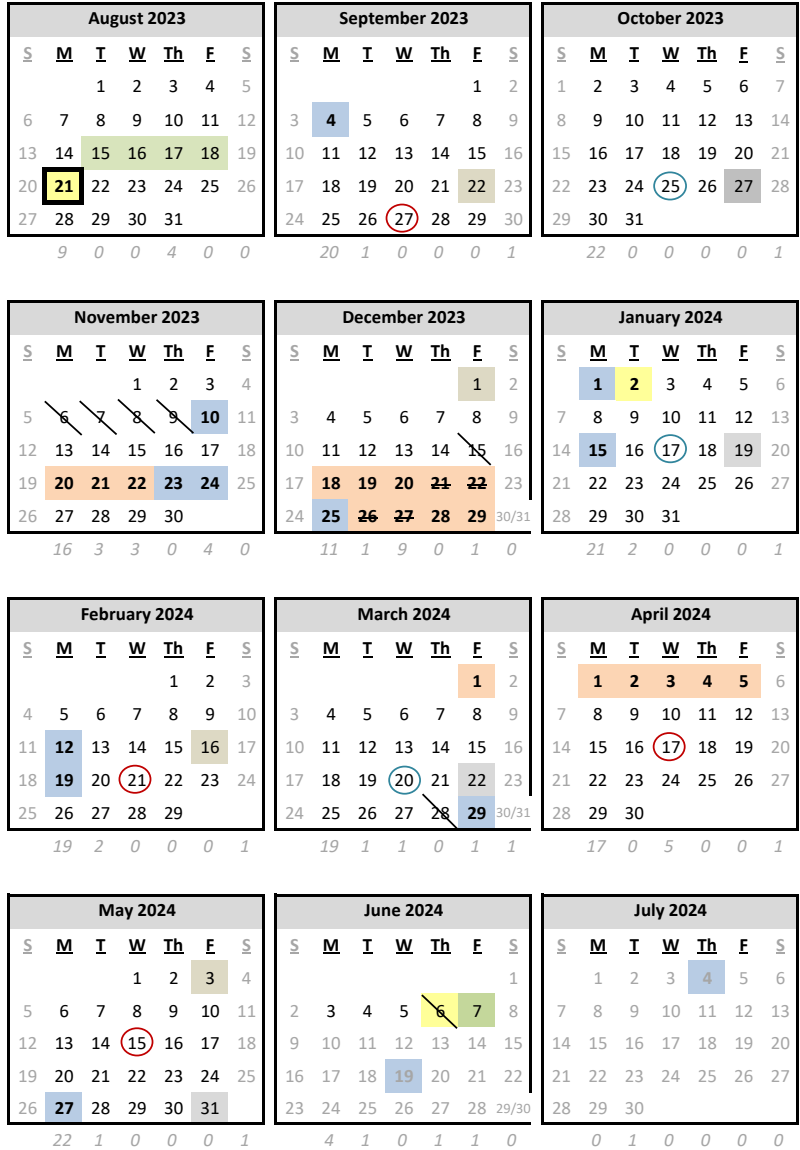 August 2023
S M T W Th F S
1 2 3 4 5
6 7 8 9 10 11 12
13 14 15 16 17 18 19
20 21 22 23 24 25 26
27 28 29 30 31
9 0 0 4 0 0
September 2023
S M T W Th F S
1 2
3 4 5 6 7 8 9
10 11 12 13 14 15 16
17 18 19 20 21 22 23
24 25 26 27 28 29 30
20 1 0 0 0 1
October 2023
S M T W Th F S
1 2 3 4 5 6 7
8 9 10 11 12 13 14
15 16 17 18 19 20 21
22 23 24 25 26 27 28
29 30 31
22 0 0 0 0 1
November 2023
S M T W Th F S
1 2 3 4
5 6 7 8 9 10 11
12 13 14 15 16 17 18
19 20 21 22 23 24 25
26 27 28 29 30
16 3 3 0 4 0
December 2023
S M T W Th F S
1 2
3 4 5 6 7 8 9
10 11 12 13 14 15 16
17 18 19 20 21 22 23
24 25 26 27 28 29 30/31
11 1 9 0 1 0
January 2024
S M T W Th F S
1 2 3 4 5 6
7 8 9 10 11 12 13
14 15 16 17 18 19 20
21 22 23 24 25 26 27
28 29 30 31
21 2 0 0 0 1
February 2024
S M T W Th F S
1 2 3
4 5 6 7 8 9 10
11 12 13 14 15 16 17
18 19 20 21 22 23 24
25 26 27 28 29
19 2 0 0 0 1
March 2024
S M T W Th F S
1 2
3 4 5 6 7 8 9
10 11 12 13 14 15 16
17 18 19 20 21 22 23
24 25 26 27 28 29 30/31
19 1 1 0 1 1
April 2024
S M T W Th F S
1 2 3 4 5 6
7 8 9 10 11 12 13
14 15 16 17 18 19 20
21 22 23 24 25 26 27
28 29 30
17 0 5 0 0 1
May 2024
S M T W Th F S
1 2 3 4
5 6 7 8 9 10 11
12 13 14 15 16 17 18
19 20 21 22 23 24 25
26 27 28 29 30 31
22 1 0 0 0 1
June 2024
S M T W Th F S
1
2 3 4 5 6 7 8
9 10 11 12 13 14 15
16 17 18 19 20 21 22
23 24 25 26 27 28 29/30
4 1 0 1 1 0
July 2024
S M T W Th F S
1 2 3 4 5 6
7 8 9 10 11 12 13
14 15 16 17 18 19 20
21 22 23 24 25 26 27
28 29 30
0 1 0 0 0 0